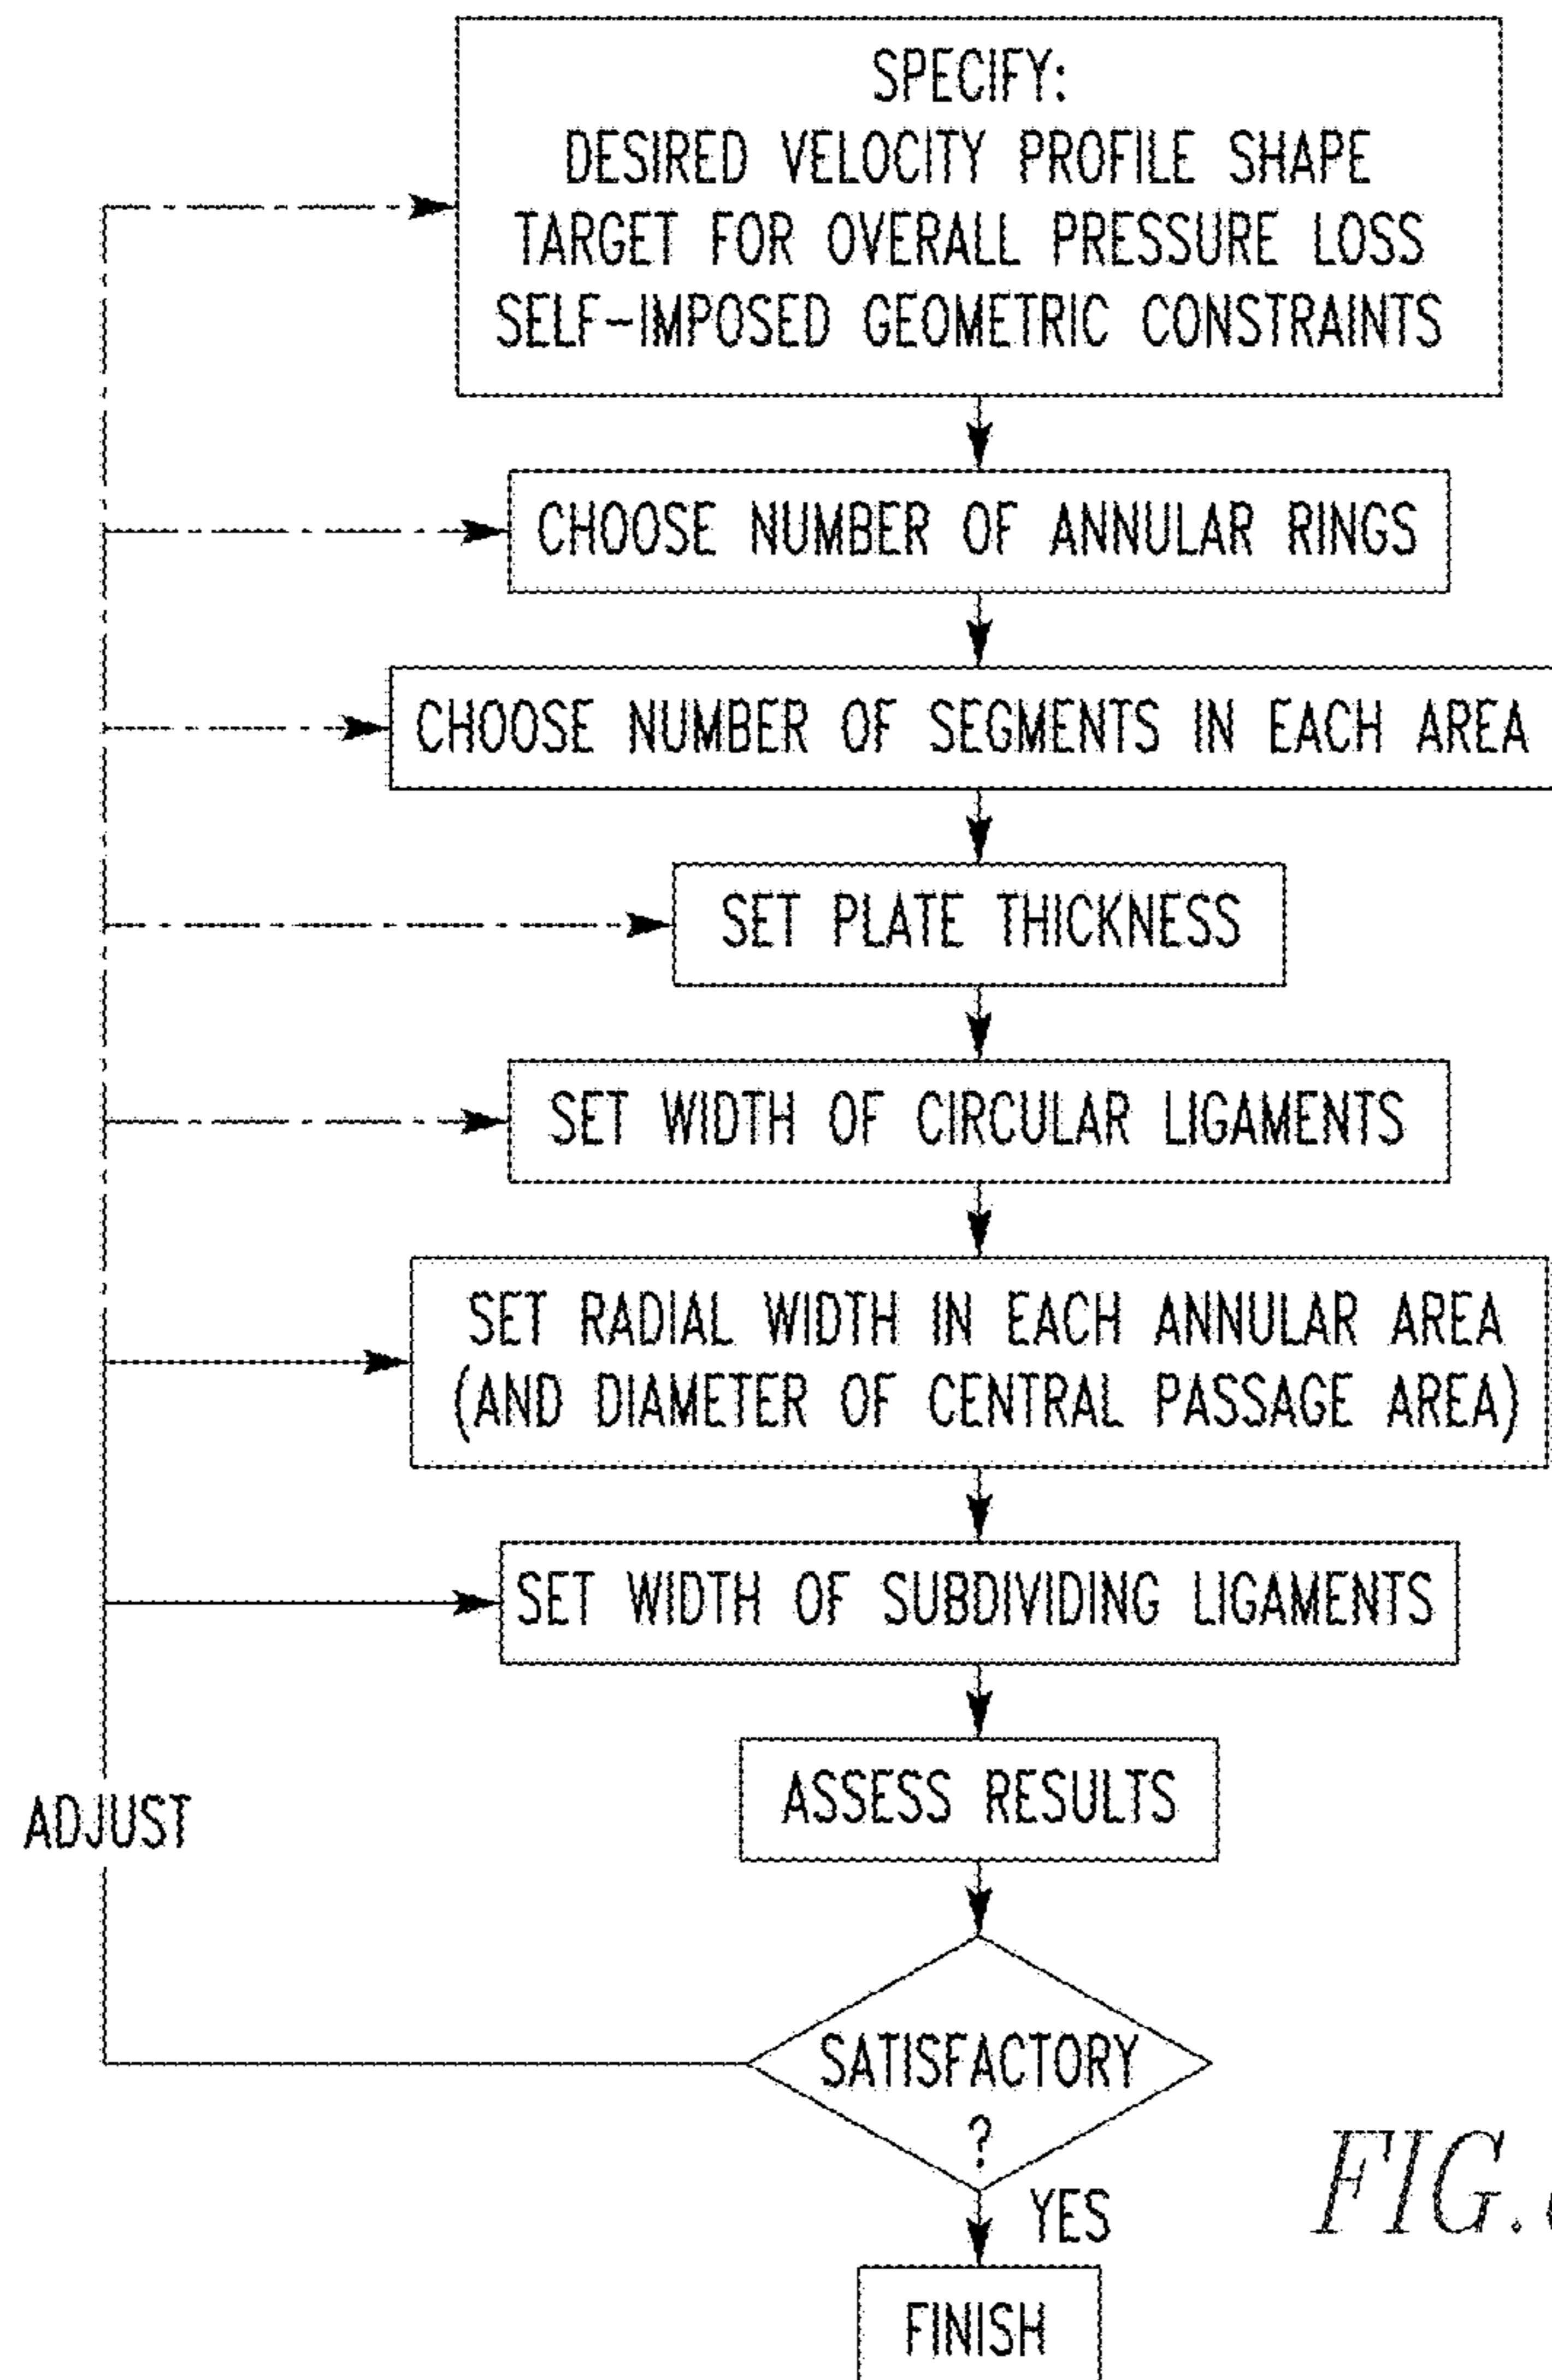 SPECIFY:
DESIRED VELOCITY PROFILE SHAPE
TARGET FOR OVERALL PRESSURE LOSS
SELF-IMPOSED GEOMETRIC CONSTRAINTS
CHOOSE NUMBER OF ANNULAR RINGS
CHOOSE NUMBER OF SEGMENTS IN EACH AREA
SET PLATE THICKNESS
SET WIDTH OF CIRCULAR LIGAMENTS
SET RADIAL WIDTH IN EACH ANNULAR AREA
(AND DIAMETER OF CENTRAL PASSAGE AREA)
SET WIDTH OF SUBDIVIDING LIGAMENTS
ASSESS RESULTS
ADJUST
SATISFACTORY
?
YES
FIG.
FINISH